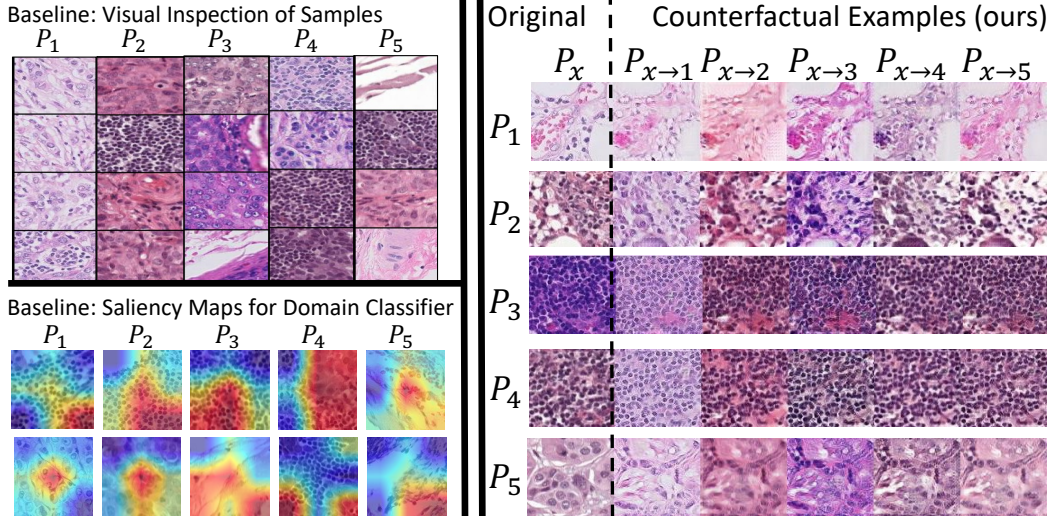 Baseline: Visual Inspection of Samples
P₁ P₂ P₃ P₄ P₅
Baseline: Saliency Maps for Domain Classifier
P₁ P₂ P₃ P₄ P₅
Original Counterfactual Examples (ours)
Pₓ Pₓ→₁ Pₓ→₂ Pₓ→₃ Pₓ→₄ Pₓ→₅
P₁
P₂
P₃
P₄
P₅